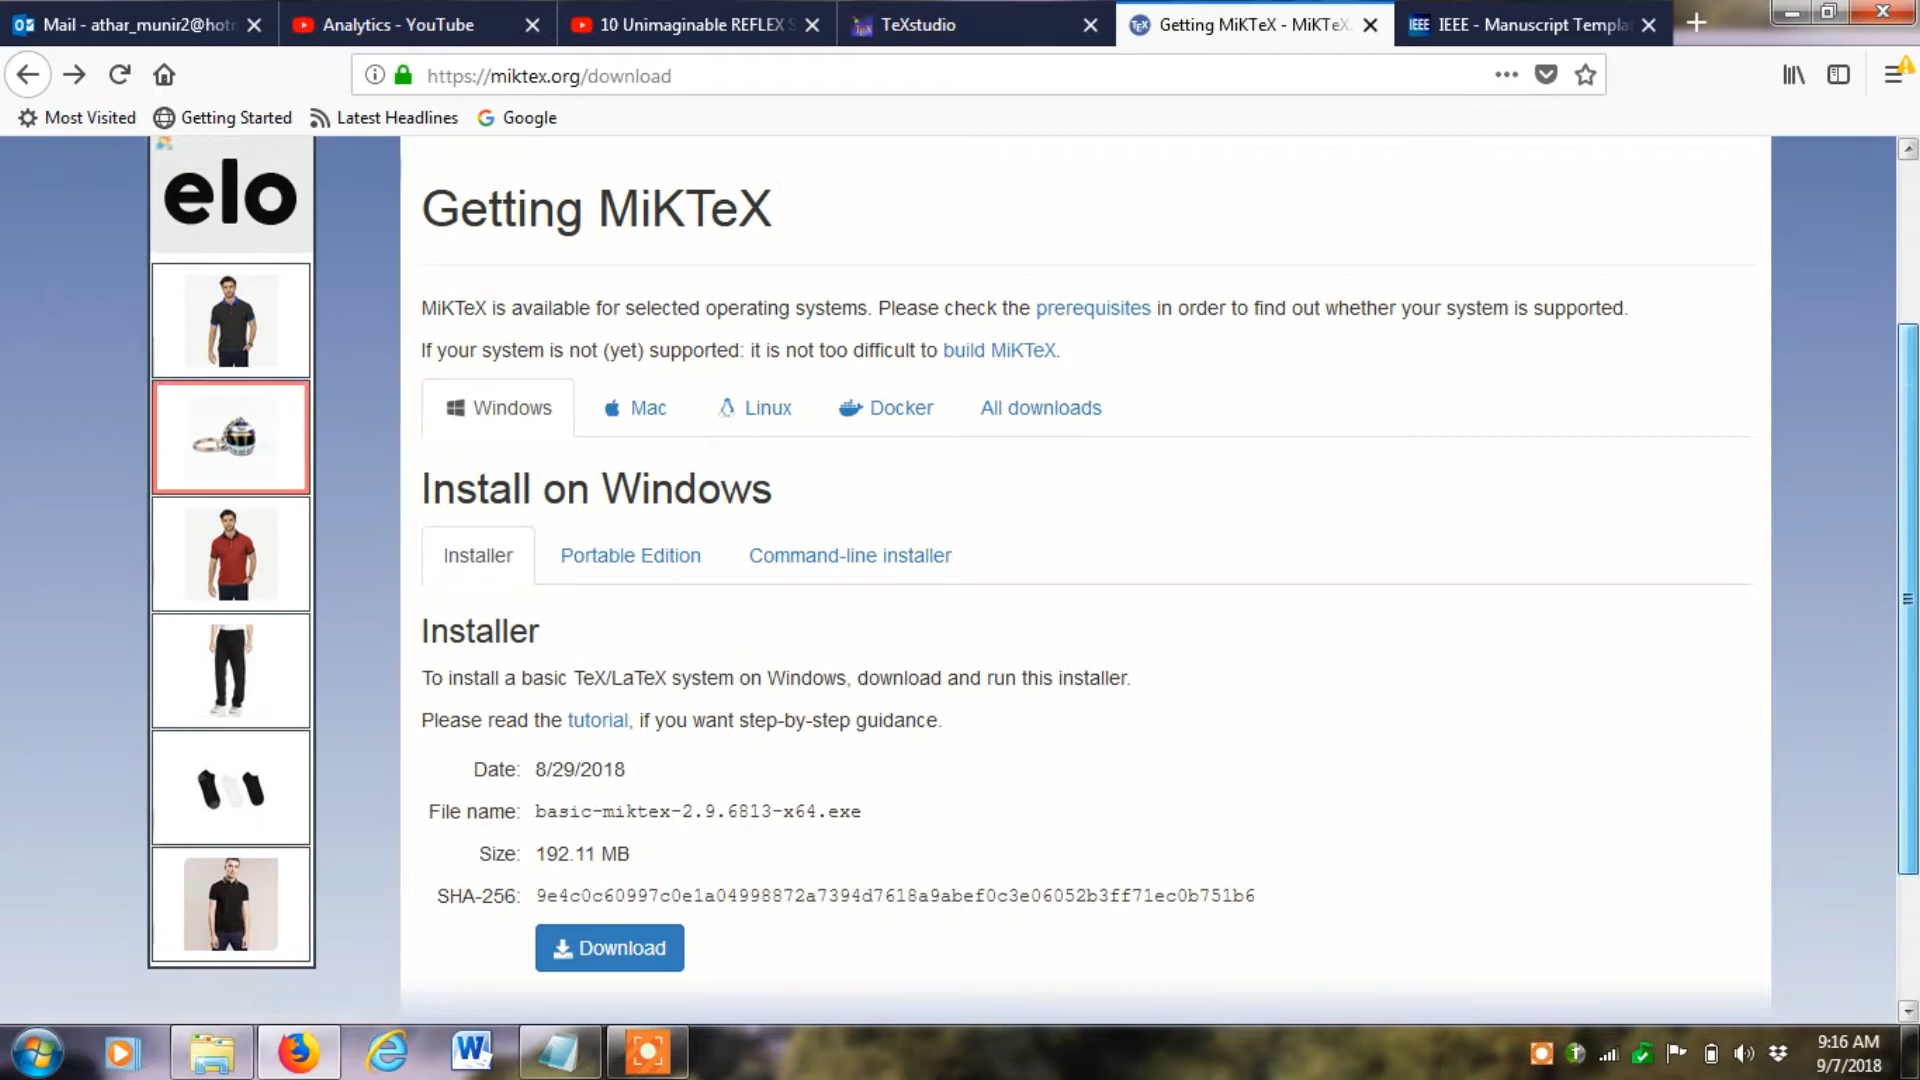 Mail - athar_munir2@hotm
Analytics - YouTube
10 Unimaginable REFLEX S
TeXstudio
Getting MiKTeX - MiKTeX.
IEEE - Manuscript Templa
https://miktex.org/download
Most Visited
Getting Started
Latest Headlines
Google
elo
Getting MiKTeX
MiKTeX is available for selected operating systems. Please check the prerequisites in order to find out whether your system is supported.
If your system is not (yet) supported: it is not too difficult to build MiKTeX.
Windows
Mac
Linux
Docker
All downloads
Install on Windows
Installer
Portable Edition
Command-line installer
Installer
To install a basic TeX/LaTeX system on Windows, download and run this installer.
Please read the tutorial, if you want step-by-step guidance.
Date: 8/29/2018
File name: basic-miktex-2.9.6813-x64.exe
Size: 192.11 MB
SHA-256: 9e4c0c60997c0e1a04998872a7394d7618a9abef0c3e06052b3ff71ec0b751b6
Download
9:16 AM
9/7/2018